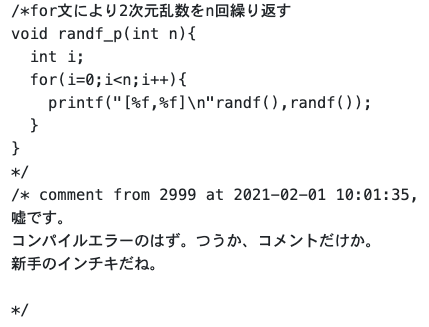 /*for文により2次元乱数をn回繰り返す
void randf_p(int n){
  int i;
  for(i=0;i<n;i++){
    printf("[%f,%f]\n"randf(),randf());
  }
}
*/
/* comment from 2999 at 2021-02-01 10:01:35,
嘘です。
コンパイルエラーのはず。つうか、コメントだけか。
新手のインチキだね。
*/